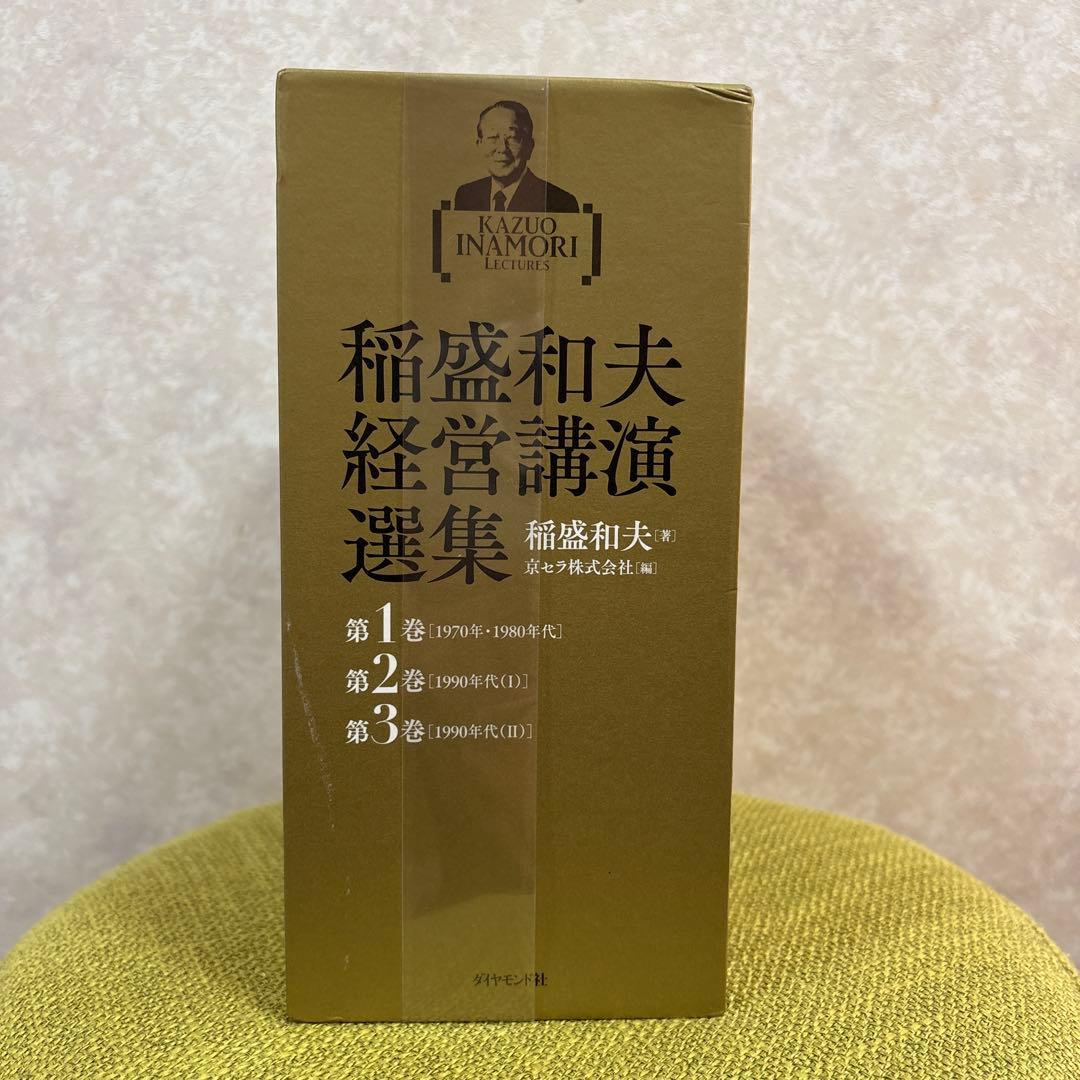 KAZUO
INAMORI
LECTURES
稲盛和夫
経営講演
選集
稲盛和夫[著]
京セラ株式会社[編]
第1巻[1970年・1980年代]
第2巻[1990年代(I)]
第3巻[1990年代(II)]
ダイヤモンド社